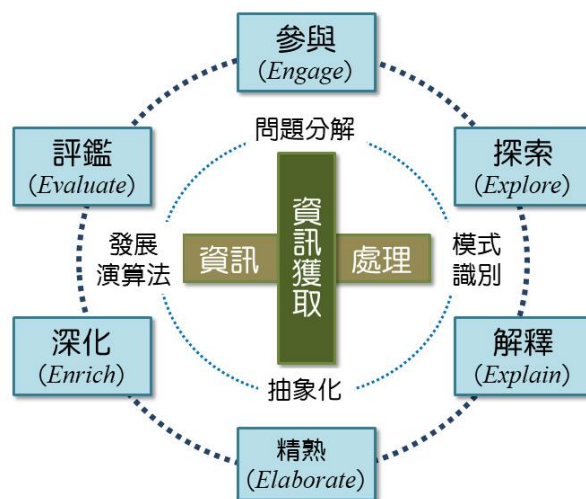 參與
(Engage)
評鑑
(Evaluate)
問題分解
探索
(Explore)
發展
演算法
資訊
資訊獲取
處理
模式
識別
深化
(Enrich)
抽象化
解釋
(Explain)
精熟
(Elaborate)